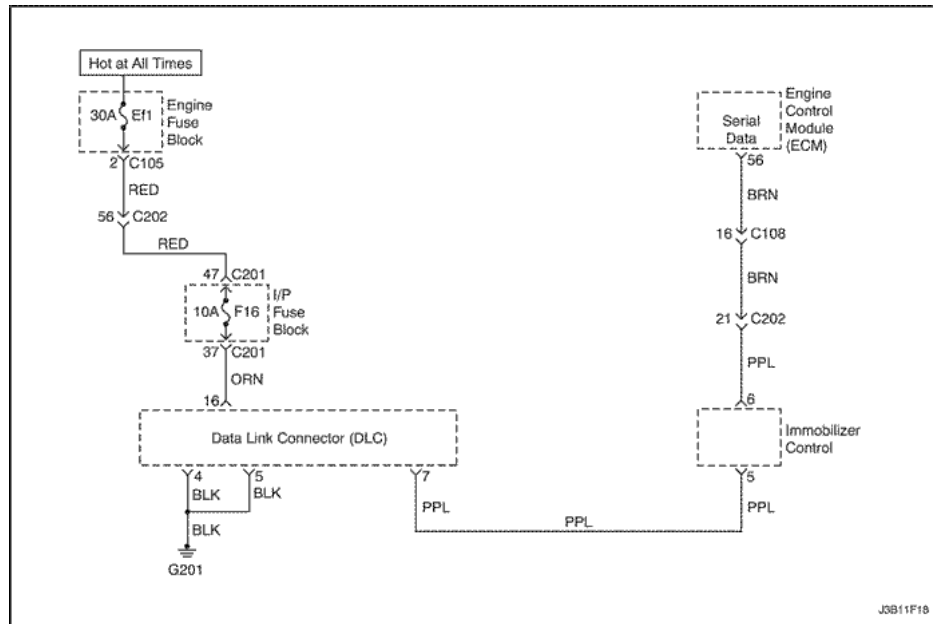 Hot at All Times
30A Ef1
Engine
Fuse
Block
2 C105
RED
56 C202
RED
47 C201
10A F16
I/P
Fuse
Block
37 C201
ORN
16
Data Link Connector (DLC)
4
5
7
BLK
BLK
BLK
G201
PPL
PPL
PPL
Serial
Data
Engine
Control
Module
(ECM)
56
BRN
16 C108
BRN
21 C202
PPL
6
Immobilizer
Control
5
J3B11F18